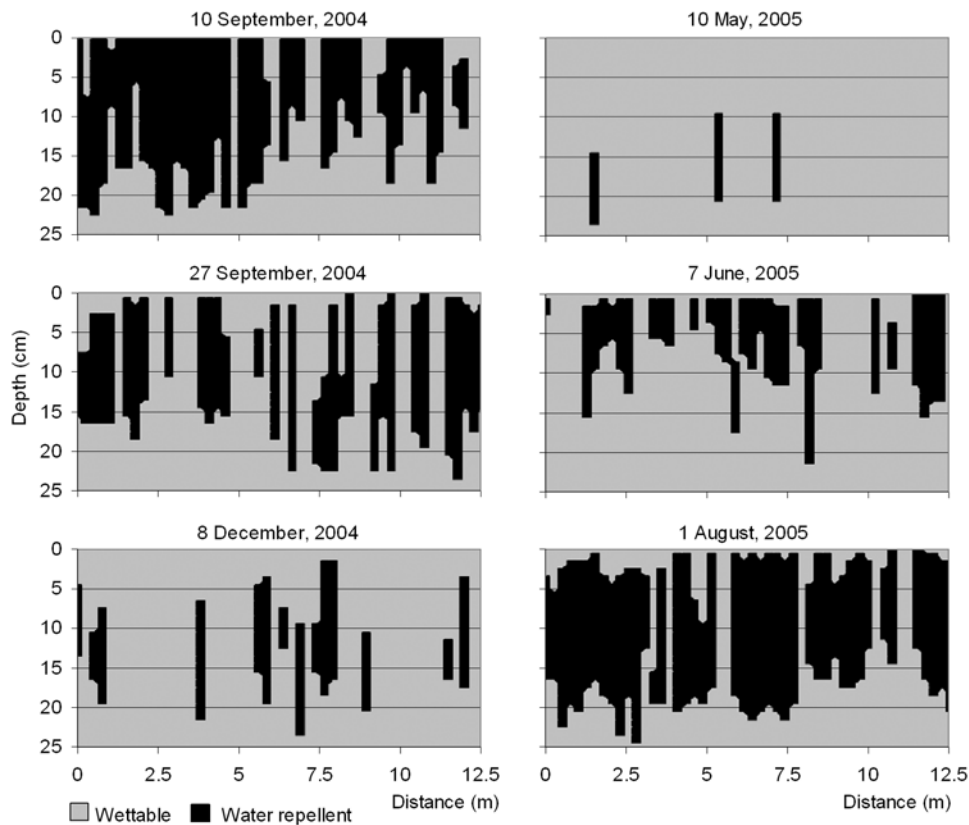 10 September, 2004
10 May, 2005
0
5
10
15
20
25
27 September, 2004
7 June, 2005
Depth (cm)
0
5
10
15
20
25
8 December, 2004
1 August, 2005
0
5
10
15
20
25
0 2.5 5 7.5 10 12.5
0 2.5 5 7.5 10 12.5
Distance (m)
Distance (m)
Wettable Water repellent